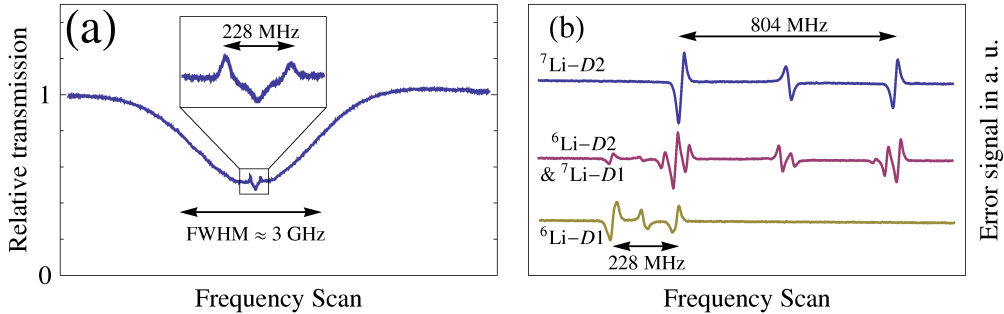 (a)
228 MHz
Relative transmission
1
0
FWHM ≈ 3 GHz
Frequency Scan
(b)
804 MHz
⁷Li–D2
⁶Li–D2
& ⁷Li–D1
⁶Li–D1
228 MHz
Error signal in a. u.
Frequency Scan